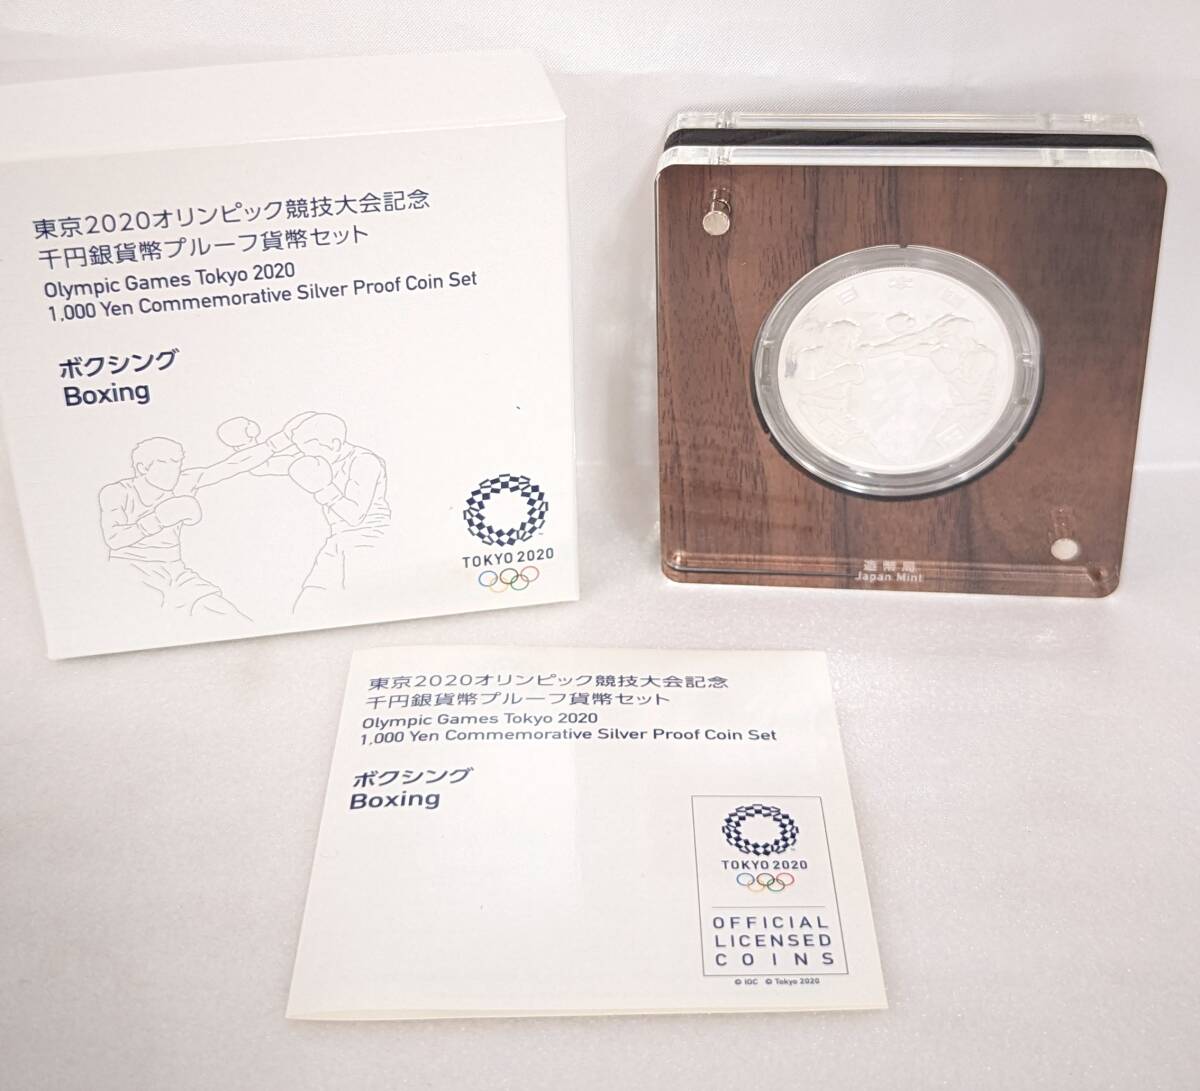 東京2020オリンピック競技大会記念
千円銀貨幣プルーフ貨幣セット
Olympic Games Tokyo 2020
1,000 Yen Commemorative Silver Proof Coin Set
ボクシング
Boxing
TOKYO 2020
日本国
造幣局
Japan Mint
東京2020オリンピック競技大会記念
千円銀貨幣プルーフ貨幣セット
Olympic Games Tokyo 2020
1,000 Yen Commemorative Silver Proof Coin Set
ボクシング
Boxing
TOKYO 2020
OFFICIAL
LICENSED
COINS
© IOC © Tokyo 2020